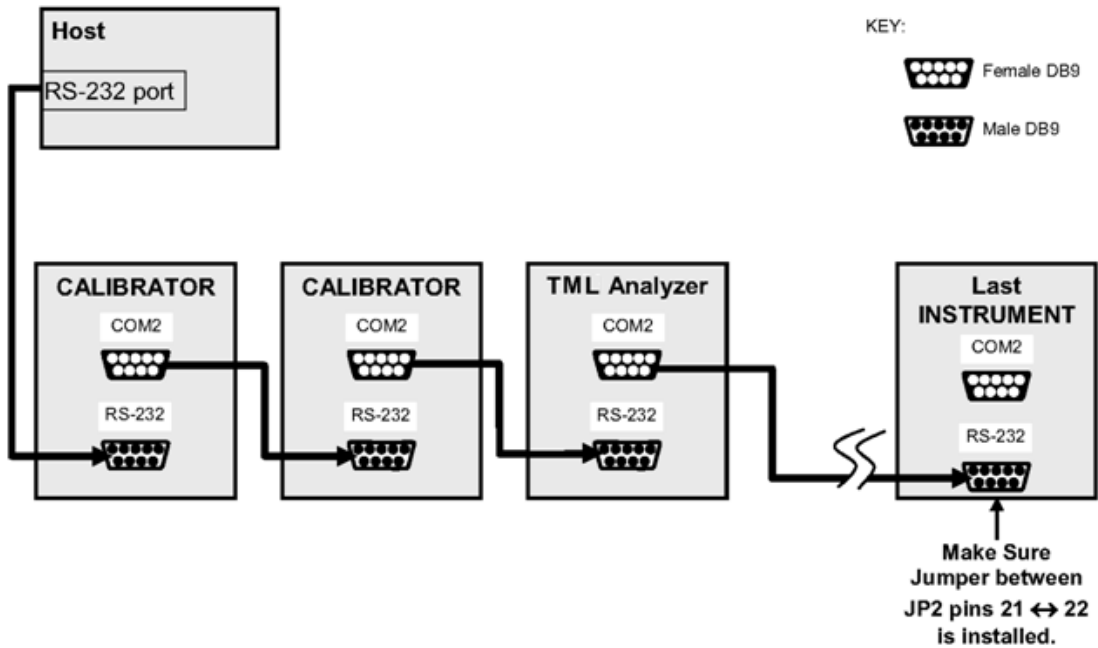 Host
RS-232 port
KEY:
Female DB9
Male DB9
CALIBRATOR
COM2
RS-232
CALIBRATOR
COM2
RS-232
TML Analyzer
COM2
RS-232
Last
INSTRUMENT
COM2
RS-232
Make Sure
Jumper between
JP2 pins 21 ↔ 22
is installed.